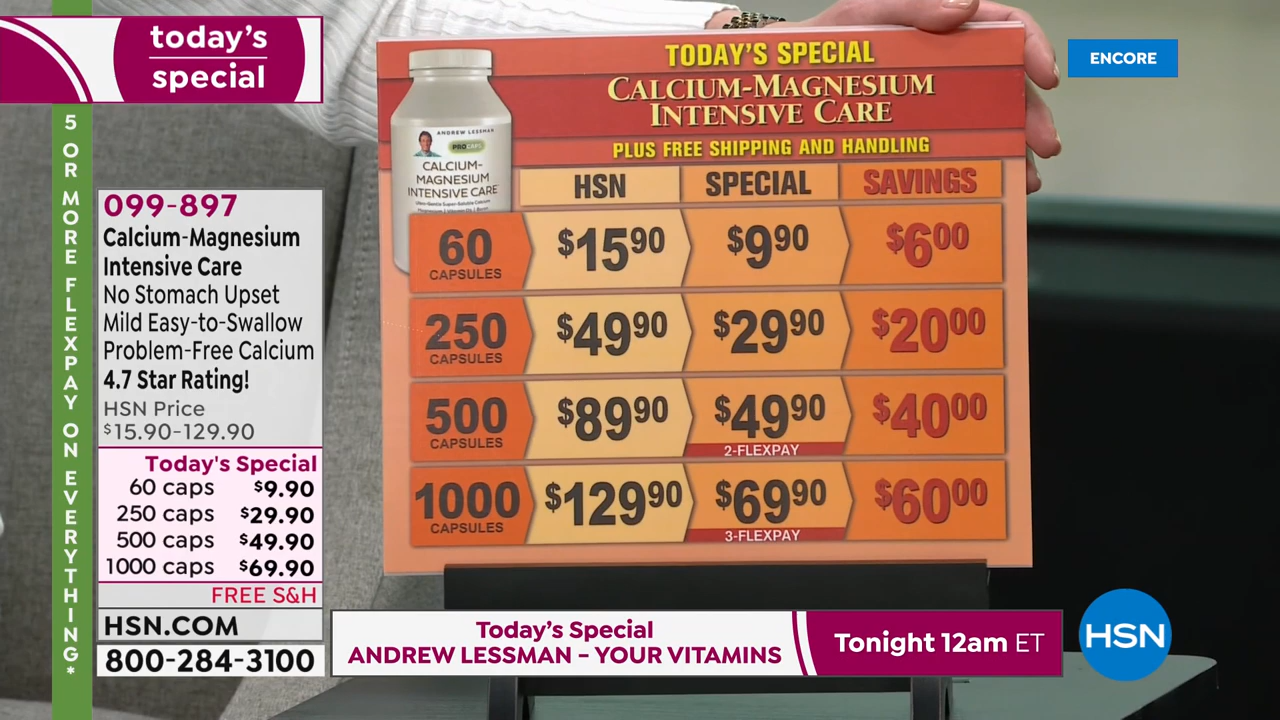 today's
special
5 OR MORE FLEXPAY ON EVERYTHING*
099-897
Calcium-Magnesium
Intensive Care
No Stomach Upset
Mild Easy-to-Swallow
Problem-Free Calcium
4.7 Star Rating!
HSN Price
$15.90-129.90
Today's Special
60 caps $9.90
250 caps $29.90
500 caps $49.90
1000 caps $69.90
FREE S&H
HSN.COM
800-284-3100
TODAY'S SPECIAL
CALCIUM-MAGNESIUM
INTENSIVE CARE
PLUS FREE SHIPPING AND HANDLING
ANDREW LESSMAN
PROCAPS
CALCIUM-
MAGNESIUM
INTENSIVE CARE
HSN SPECIAL SAVINGS
60 CAPSULES $15.90 $9.90 $6.00
250 CAPSULES $49.90 $29.90 $20.00
500 CAPSULES $89.90 $49.90 $40.00
2-FLEXPAY
1000 CAPSULES $129.90 $69.90 $60.00
3-FLEXPAY
ENCORE
Today's Special
ANDREW LESSMAN – YOUR VITAMINS
Tonight 12am ET
HSN